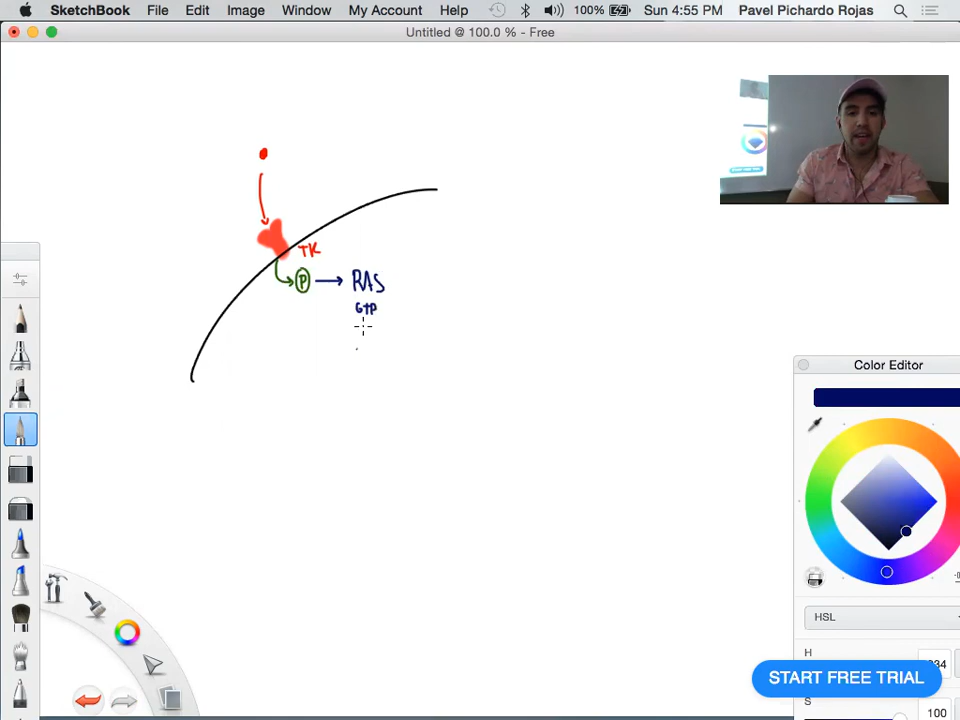 SketchBook File Edit Image Window My Account Help 100% Sun 4:55 PM Pavel Pichardo Rojas
Untitled @ 100.0 % - Free
TK
P RAS
GTP
Color Editor
HSL
H
START FREE TRIAL
S 100